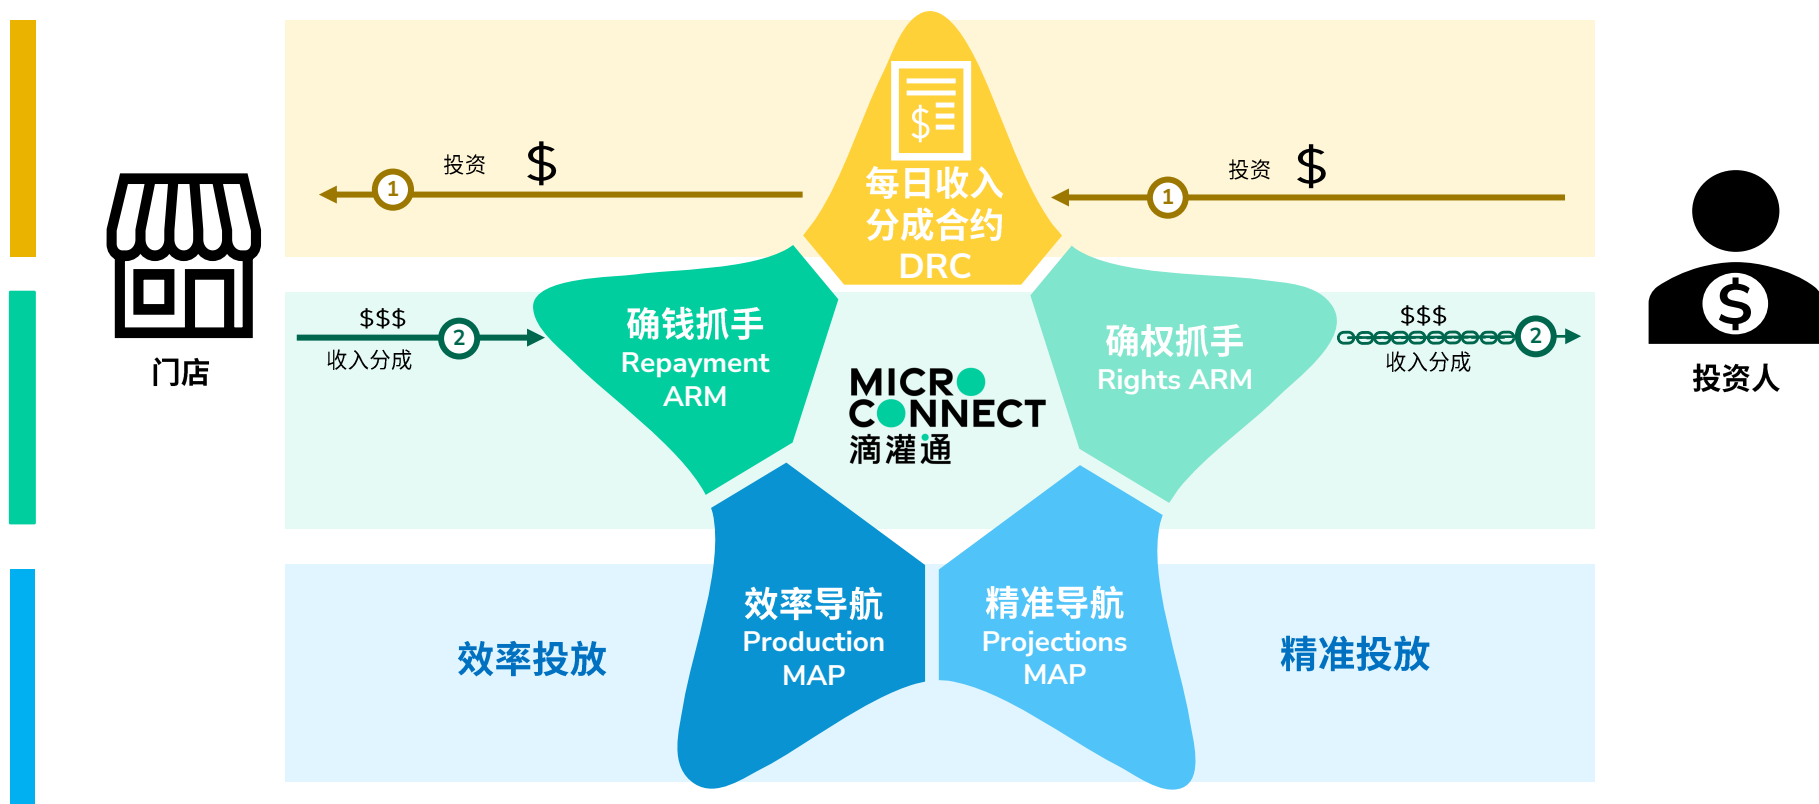 投资 $
1
投资 $
1
$
每日收入
分成合约
DRC
门店
$$$
2
收入分成
确钱抓手
Repayment
ARM
MICRO
CONNECT
滴灌通
确权抓手
Rights ARM
$$$
2
收入分成
$
投资人
效率投放
效率导航
Production
MAP
精准导航
Projections
MAP
精准投放